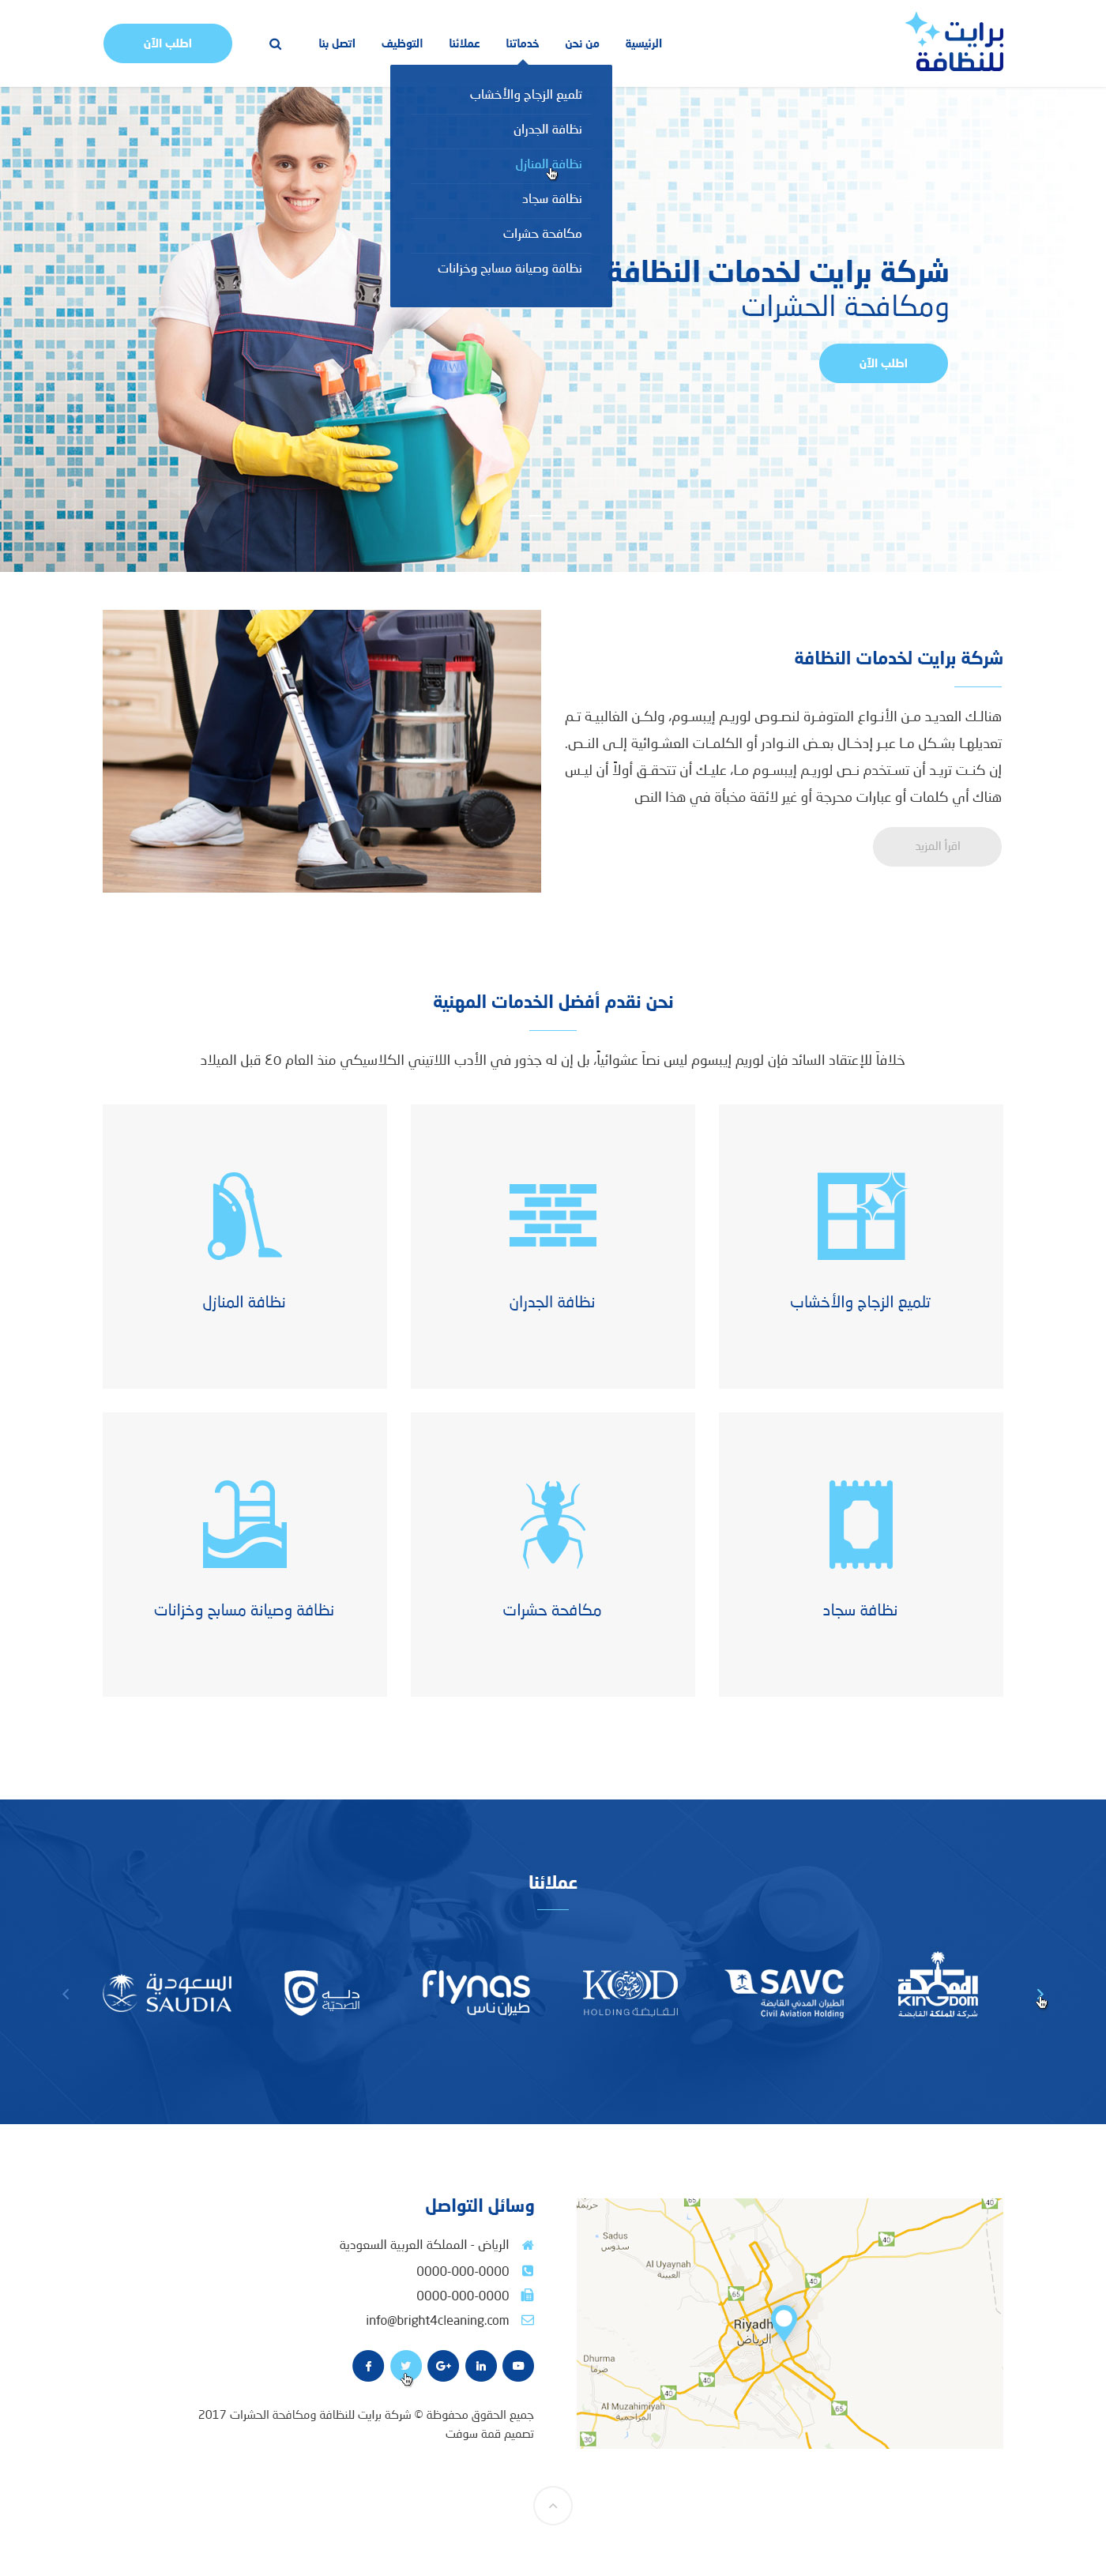 برايت
للنظافة
الرئيسية من نحن خدماتنا عملائنا التوظيف اتصل بنا
اطلب الآن
تلميع الزجاج والأخشاب
نظافة الجدران
نظافة المنازل
نظافة سجاد
مكافحة حشرات
نظافة وصيانة مسابح وخزانات
شركة برايت لخدمات النظافة
ومكافحة الحشرات
اطلب الآن
شركة برايت لخدمات النظافة
هنالك العديد من الأنواع المتوفرة لنصوص لوريم إيبسوم، ولكن الغالبية تم
تعديلها بشكل ما عبر إدخال بعض النوادر أو الكلمات العشوائية إلى النص.
إن كنت تريد أن تستخدم نص لوريم إيبسوم ما، عليك أن تتحقق أولاً أن ليس
هناك أي كلمات أو عبارات محرجة أو غير لائقة مخبأة في هذا النص
اقرأ المزيد
نحن نقدم أفضل الخدمات المهنية
خلافاَ للإعتقاد السائد فإن لوريم إيبسوم ليس نصاَ عشوائياً، بل إن له جذور في الأدب اللاتيني الكلاسيكي منذ العام ٤٥ قبل الميلاد
تلميع الزجاج والأخشاب
نظافة الجدران
نظافة المنازل
نظافة سجاد
مكافحة حشرات
نظافة وصيانة مسابح وخزانات
عملائنا
المملكة
KINGDOM
شركة المملكة القابضة
SAVC
الطيران المدني القابضة
Civil Aviation Holding
KOD
HOLDING القابضة
flynas
طيران ناس
دله
الصحية
السعودية
SAUDIA
وسائل التواصل
الرياض - المملكة العربية السعودية
0000-000-0000
0000-000-0000
info@bright4cleaning.com
جميع الحقوق محفوظة © شركة برايت للنظافة ومكافحة الحشرات 2017
تصميم قمة سوفت
65
40
Sadus
سدوس
40
Al Uyaynah
العيينة
40
65
Riyadh
الرياض
Dhurma
ضرما
40
40
65
Al Muzahimiyah
المزاحمية
30